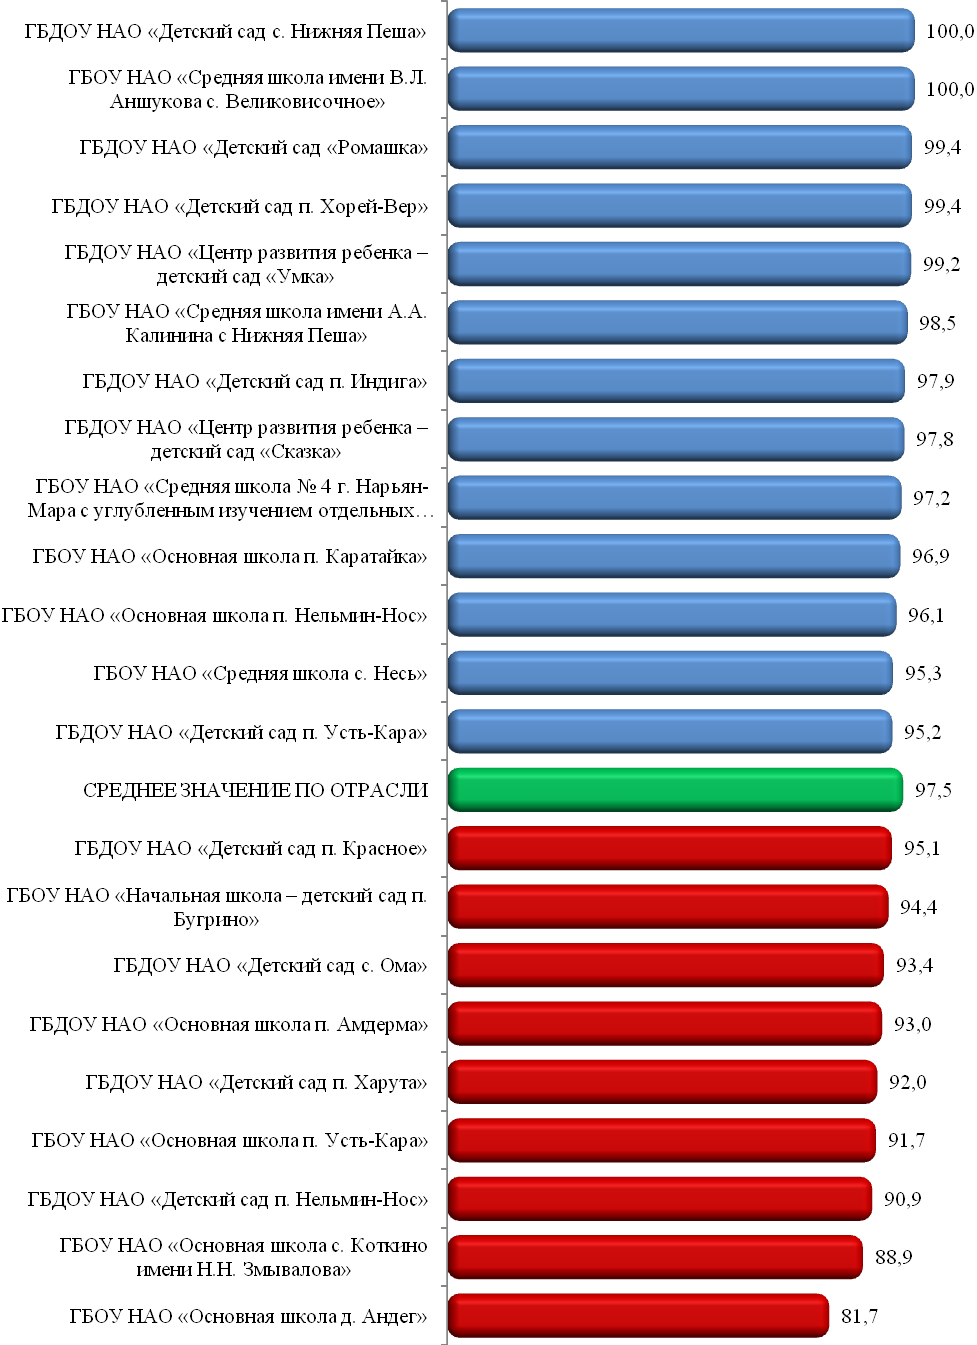 ГБДОУ НАО «Детский сад с. Нижняя Пеша» 100,0
ГБОУ НАО «Средняя школа имени В.Л.
Аншукова с. Великовисочное» 100,0
ГБДОУ НАО «Детский сад «Ромашка» 99,4
ГБДОУ НАО «Детский сад п. Хорей-Вер» 99,4
ГБДОУ НАО «Центр развития ребенка –
детский сад «Умка» 99,2
ГБОУ НАО «Средняя школа имени А.А.
Калинина с Нижняя Пеша» 98,5
ГБДОУ НАО «Детский сад п. Индига» 97,9
ГБДОУ НАО «Центр развития ребенка –
детский сад «Сказка» 97,8
ГБОУ НАО «Средняя школа № 4 г. Нарьян-
Мара с углубленным изучением отдельных… 97,2
ГБОУ НАО «Основная школа п. Каратайка» 96,9
ГБОУ НАО «Основная школа п. Нельмин-Нос» 96,1
ГБОУ НАО «Средняя школа с. Несь» 95,3
ГБДОУ НАО «Детский сад п. Усть-Кара» 95,2
СРЕДНЕЕ ЗНАЧЕНИЕ ПО ОТРАСЛИ 97,5
ГБДОУ НАО «Детский сад п. Красное» 95,1
ГБОУ НАО «Начальная школа – детский сад п.
Бугрино» 94,4
ГБДОУ НАО «Детский сад с. Ома» 93,4
ГБДОУ НАО «Основная школа п. Амдерма» 93,0
ГБДОУ НАО «Детский сад п. Харута» 92,0
ГБОУ НАО «Основная школа п. Усть-Кара» 91,7
ГБДОУ НАО «Детский сад п. Нельмин-Нос» 90,9
ГБОУ НАО «Основная школа с. Коткино
имени Н.Н. Змывалова» 88,9
ГБОУ НАО «Основная школа д. Андег» 81,7